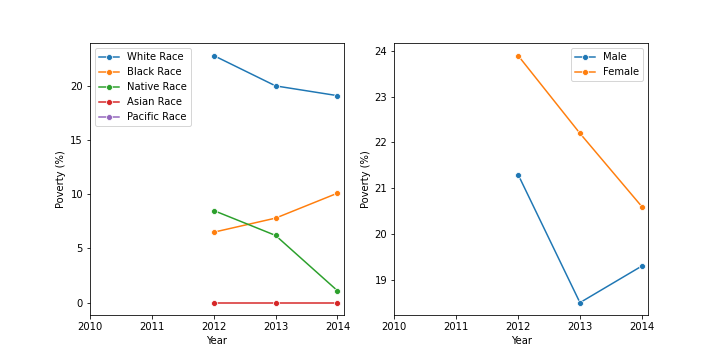 White Race
Black Race
Native Race
Asian Race
Pacific Race
20
15
10
5
0
Poverty (%)
2010 2011 2012 2013 2014
Year
Male
Female
24
23
22
21
20
19
Poverty (%)
2010 2011 2012 2013 2014
Year